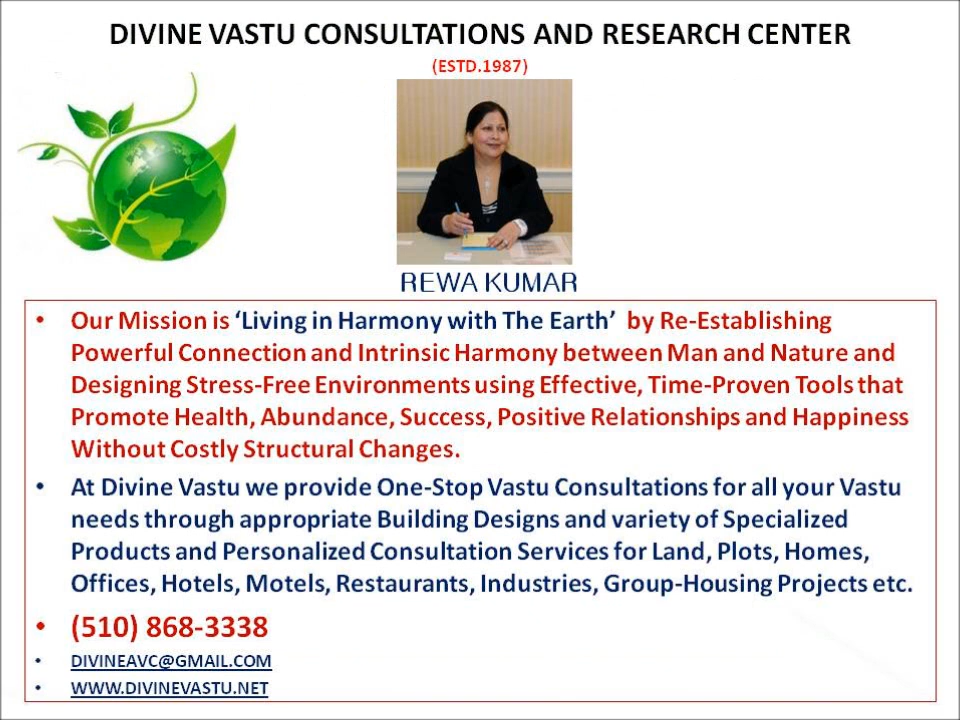 DIVINE VASTU CONSULTATIONS AND RESEARCH CENTER
(ESTD.1987)
REWA KUMAR
• Our Mission is ‘Living in Harmony with The Earth’ by Re-Establishing
Powerful Connection and Intrinsic Harmony between Man and Nature and
Designing Stress-Free Environments using Effective, Time-Proven Tools that
Promote Health, Abundance, Success, Positive Relationships and Happiness
Without Costly Structural Changes.
• At Divine Vastu we provide One-Stop Vastu Consultations for all your Vastu
needs through appropriate Building Designs and variety of Specialized
Products and Personalized Consultation Services for Land, Plots, Homes,
Offices, Hotels, Motels, Restaurants, Industries, Group-Housing Projects etc.
• (510) 868-3338
• DIVINEAVC@GMAIL.COM
• WWW.DIVINEVASTU.NET